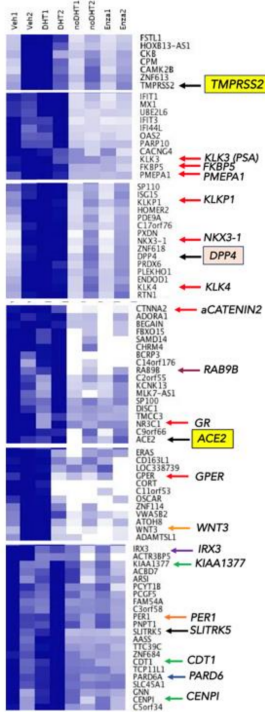 Veh1 Veh2 DHT1 DHT2 noDHT1 noDHT2 Enza1 Enza2
FSTL1
HOXB13-AS1
CKB
CPM
CAMK2B
ZNF613
TMPRSS2 TMPRSS2
IFIT1
MX1
UBE2L6
IFIT3
IFI44L
OAS2
PARP10
CACNG4
KLK3 KLK3 (PSA)
FKBP5 FKBP5
PMEPA1 PMEPA1
SP110
ISG15
KLKP1 KLKP1
HOMER2
PDE9A
C17orf76
PXDN
NKX3-1 NKX3-1
ZNF618
DPP4 DPP4
PRDX6
PLEKHO1
ENDOD1
KLK4 KLK4
RTN1
CTNNA2 aCATENIN2
ADORA1
BEGAIN
FBXO15
SAMD14
CHRM4
BCRP3
C14orf176
RAB9B RAB9B
C2orf55
KCNK13
MLK7-AS1
SP100
DISC1
TMCC3
NR3C1 GR
C9orf66
ACE2 ACE2
ERAS
CD163L1
LOC338739
GPER GPER
CORT
C11orf53
OSCAR
ZNF114
VWA5B2
ATOH8
WNT3 WNT3
ADAMTSL1
IRX3 IRX3
ACTR3BP5
KIAA1377 KIAA1377
ACBD7
ARSI
PCYT1B
PCGF5
FAM54A
C3orf58
PER1 PER1
PNPT1
SLITRK5 SLITRK5
AASS
TTC39C
ZNF684
CDT1 CDT1
TCP11L1
PARD6A PARD6A
SLC45A1
GNN
CENPI CENPI
C5orf34